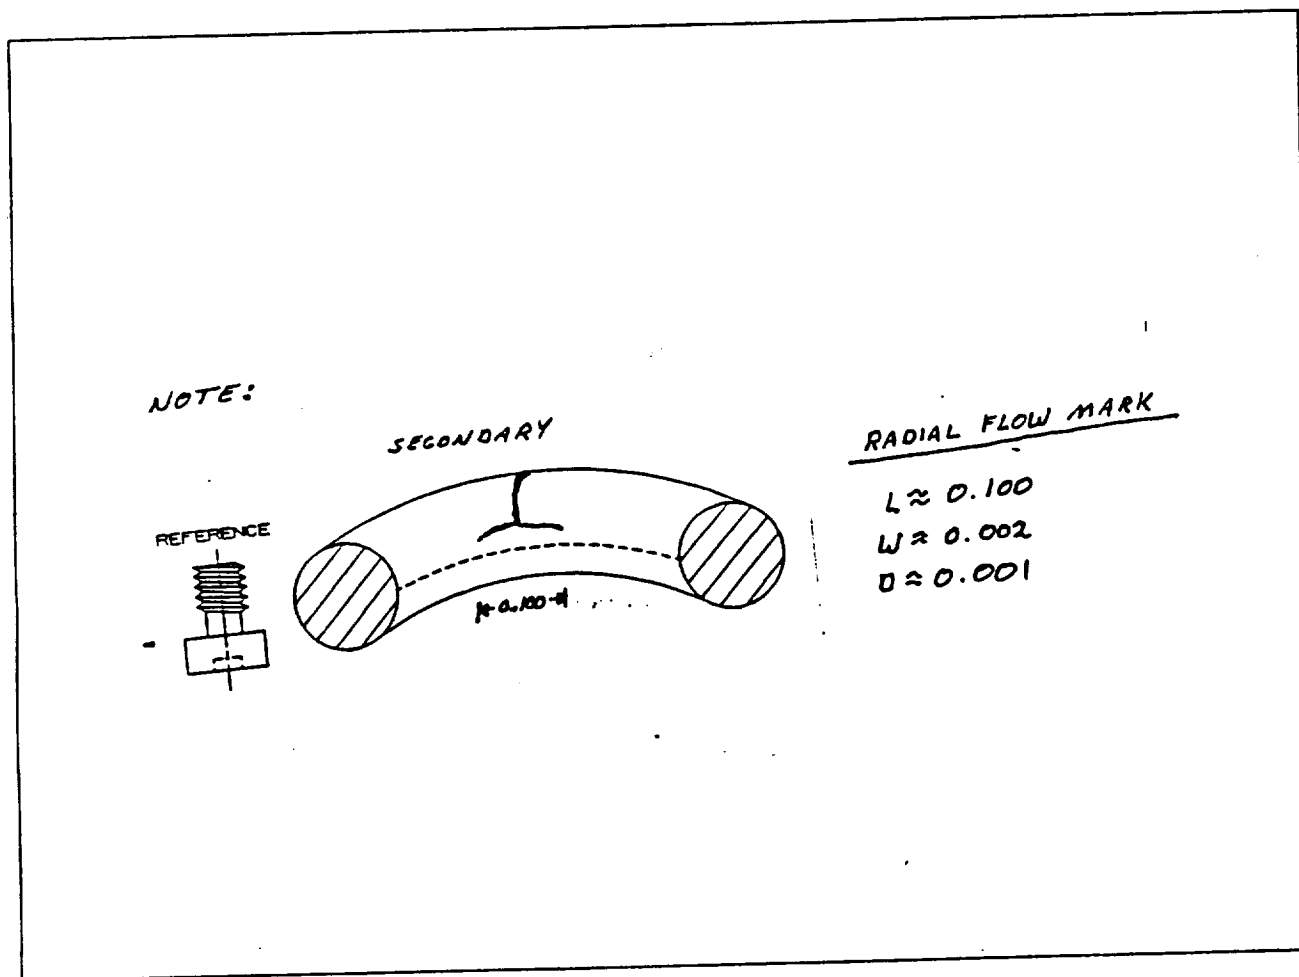 NOTE:
SECONDARY
REFERENCE
0.100
RADIAL FLOW MARK
L ≈ 0.100
W ≈ 0.002
D ≈ 0.001